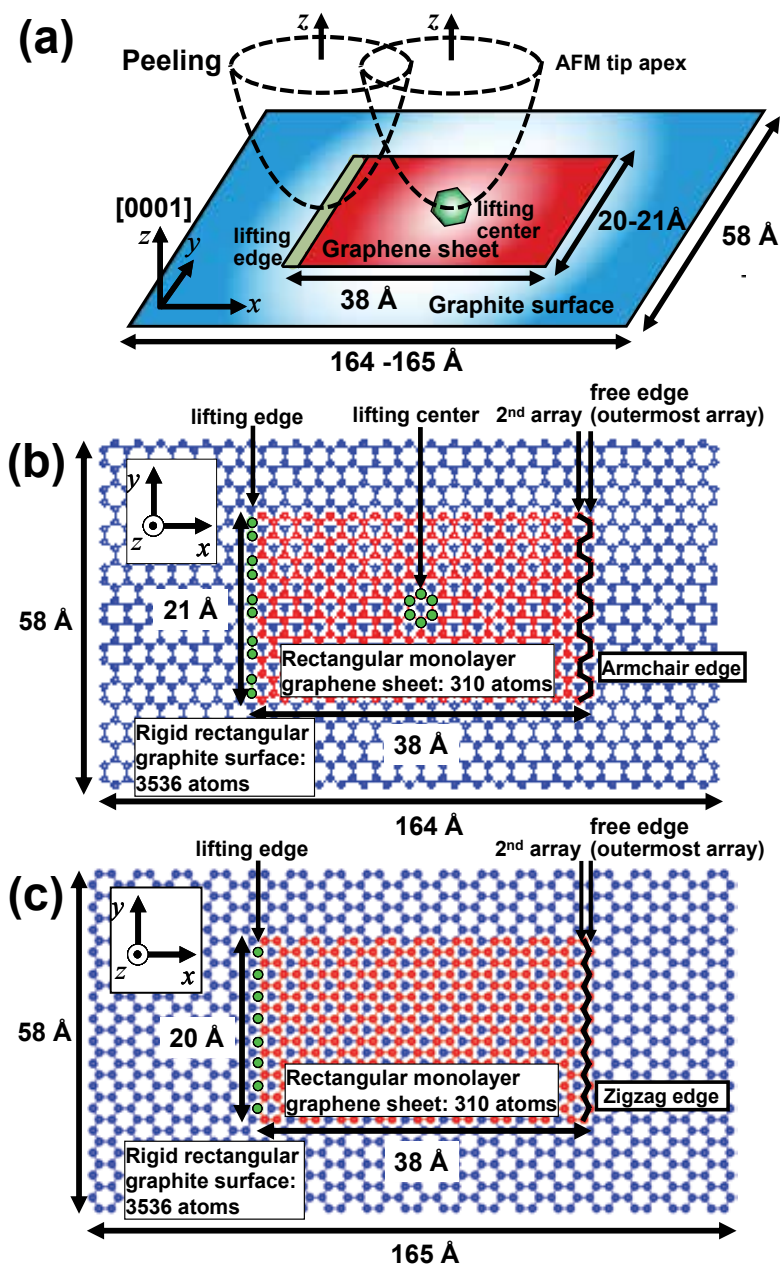 (a)
z
z
Peeling
AFM tip apex
[0001]
z
y
x
lifting
edge
lifting
center
Graphene sheet
20-21Å
58 Å
-
38 Å
Graphite surface
164 -165 Å
free edge
lifting edge
lifting center
2nd array (outermost array)
(b)
y
z
x
58 Å
21 Å
Rectangular monolayer
graphene sheet: 310 atoms
Armchair edge
38 Å
Rigid rectangular
graphite surface:
3536 atoms
164 Å
free edge
lifting edge
2nd array (outermost array)
(c)
y
z
x
58 Å
20 Å
Rectangular monolayer
graphene sheet: 310 atoms
Zigzag edge
38 Å
Rigid rectangular
graphite surface:
3536 atoms
165 Å